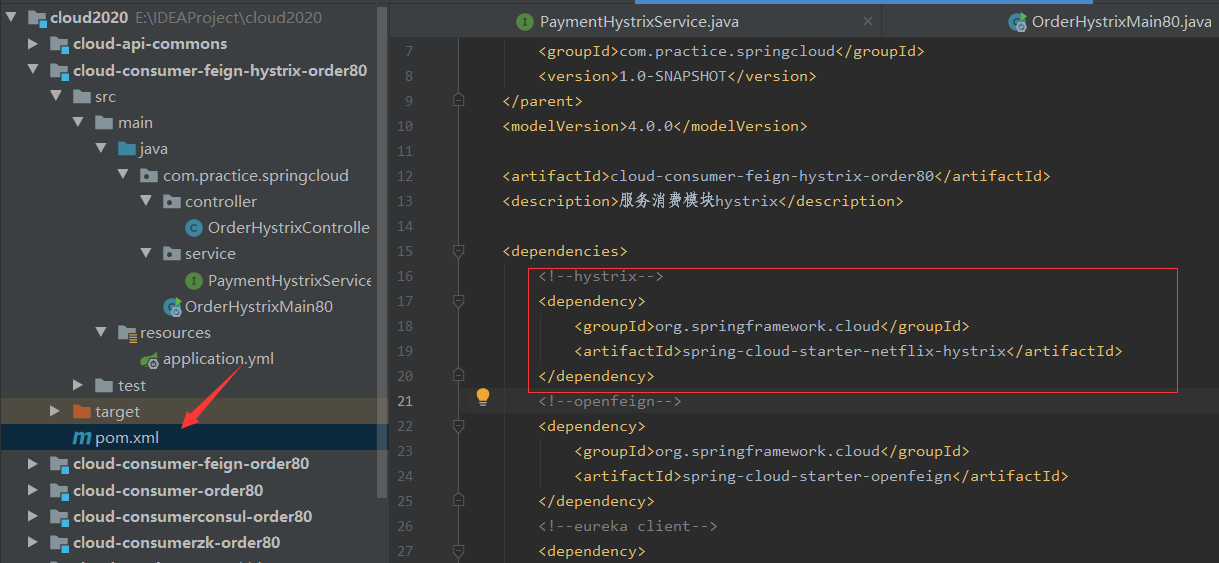 cloud2020 E:\IDEAProject\cloud2020
cloud-api-commons
cloud-consumer-feign-hystrix-order80
src
main
java
com.practice.springcloud
controller
OrderHystrixControlle
service
PaymentHystrixService
OrderHystrixMain80
resources
application.yml
test
target
pom.xml
cloud-consumer-feign-order80
cloud-consumer-order80
cloud-consumerconsul-order80
cloud-consumerzk-order80
PaymentHystrixService.java
OrderHystrixMain80.java
7 <groupId>com.practice.springcloud</groupId>
8 <version>1.0-SNAPSHOT</version>
9 </parent>
10 <modelVersion>4.0.0</modelVersion>
11
12 <artifactId>cloud-consumer-feign-hystrix-order80</artifactId>
13 <description>服务消费模块hystrix</description>
14
15 <dependencies>
16 <!--hystrix-->
17 <dependency>
18 <groupId>org.springframework.cloud</groupId>
19 <artifactId>spring-cloud-starter-netflix-hystrix</artifactId>
20 </dependency>
21 <!--openfeign-->
22 <dependency>
23 <groupId>org.springframework.cloud</groupId>
24 <artifactId>spring-cloud-starter-openfeign</artifactId>
25 </dependency>
26 <!--eureka client-->
27 <dependency>